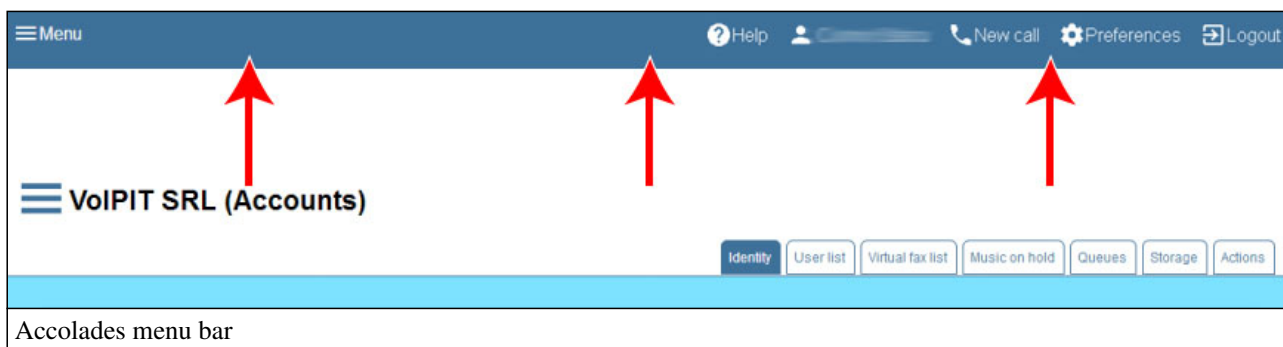 Menu Help New call Preferences Logout
VoIPIT SRL (Accounts)
Identity User list Virtual fax list Music on hold Queues Storage Actions
Accolades menu bar